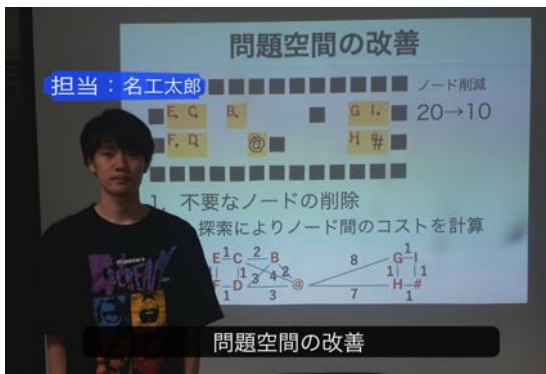 問題空間の改善
担当：名工太郎
ノード削減
20→10
E. C. B. G I.
F. D. @ H #
1. 不要なノードの削除
探索によりノード間のコストを計算
E 1 C 2 B 8 G 1 I
1 3 4 2 1 1
F D 3 @ 7 H #
1 1
SCREAM
問題空間の改善